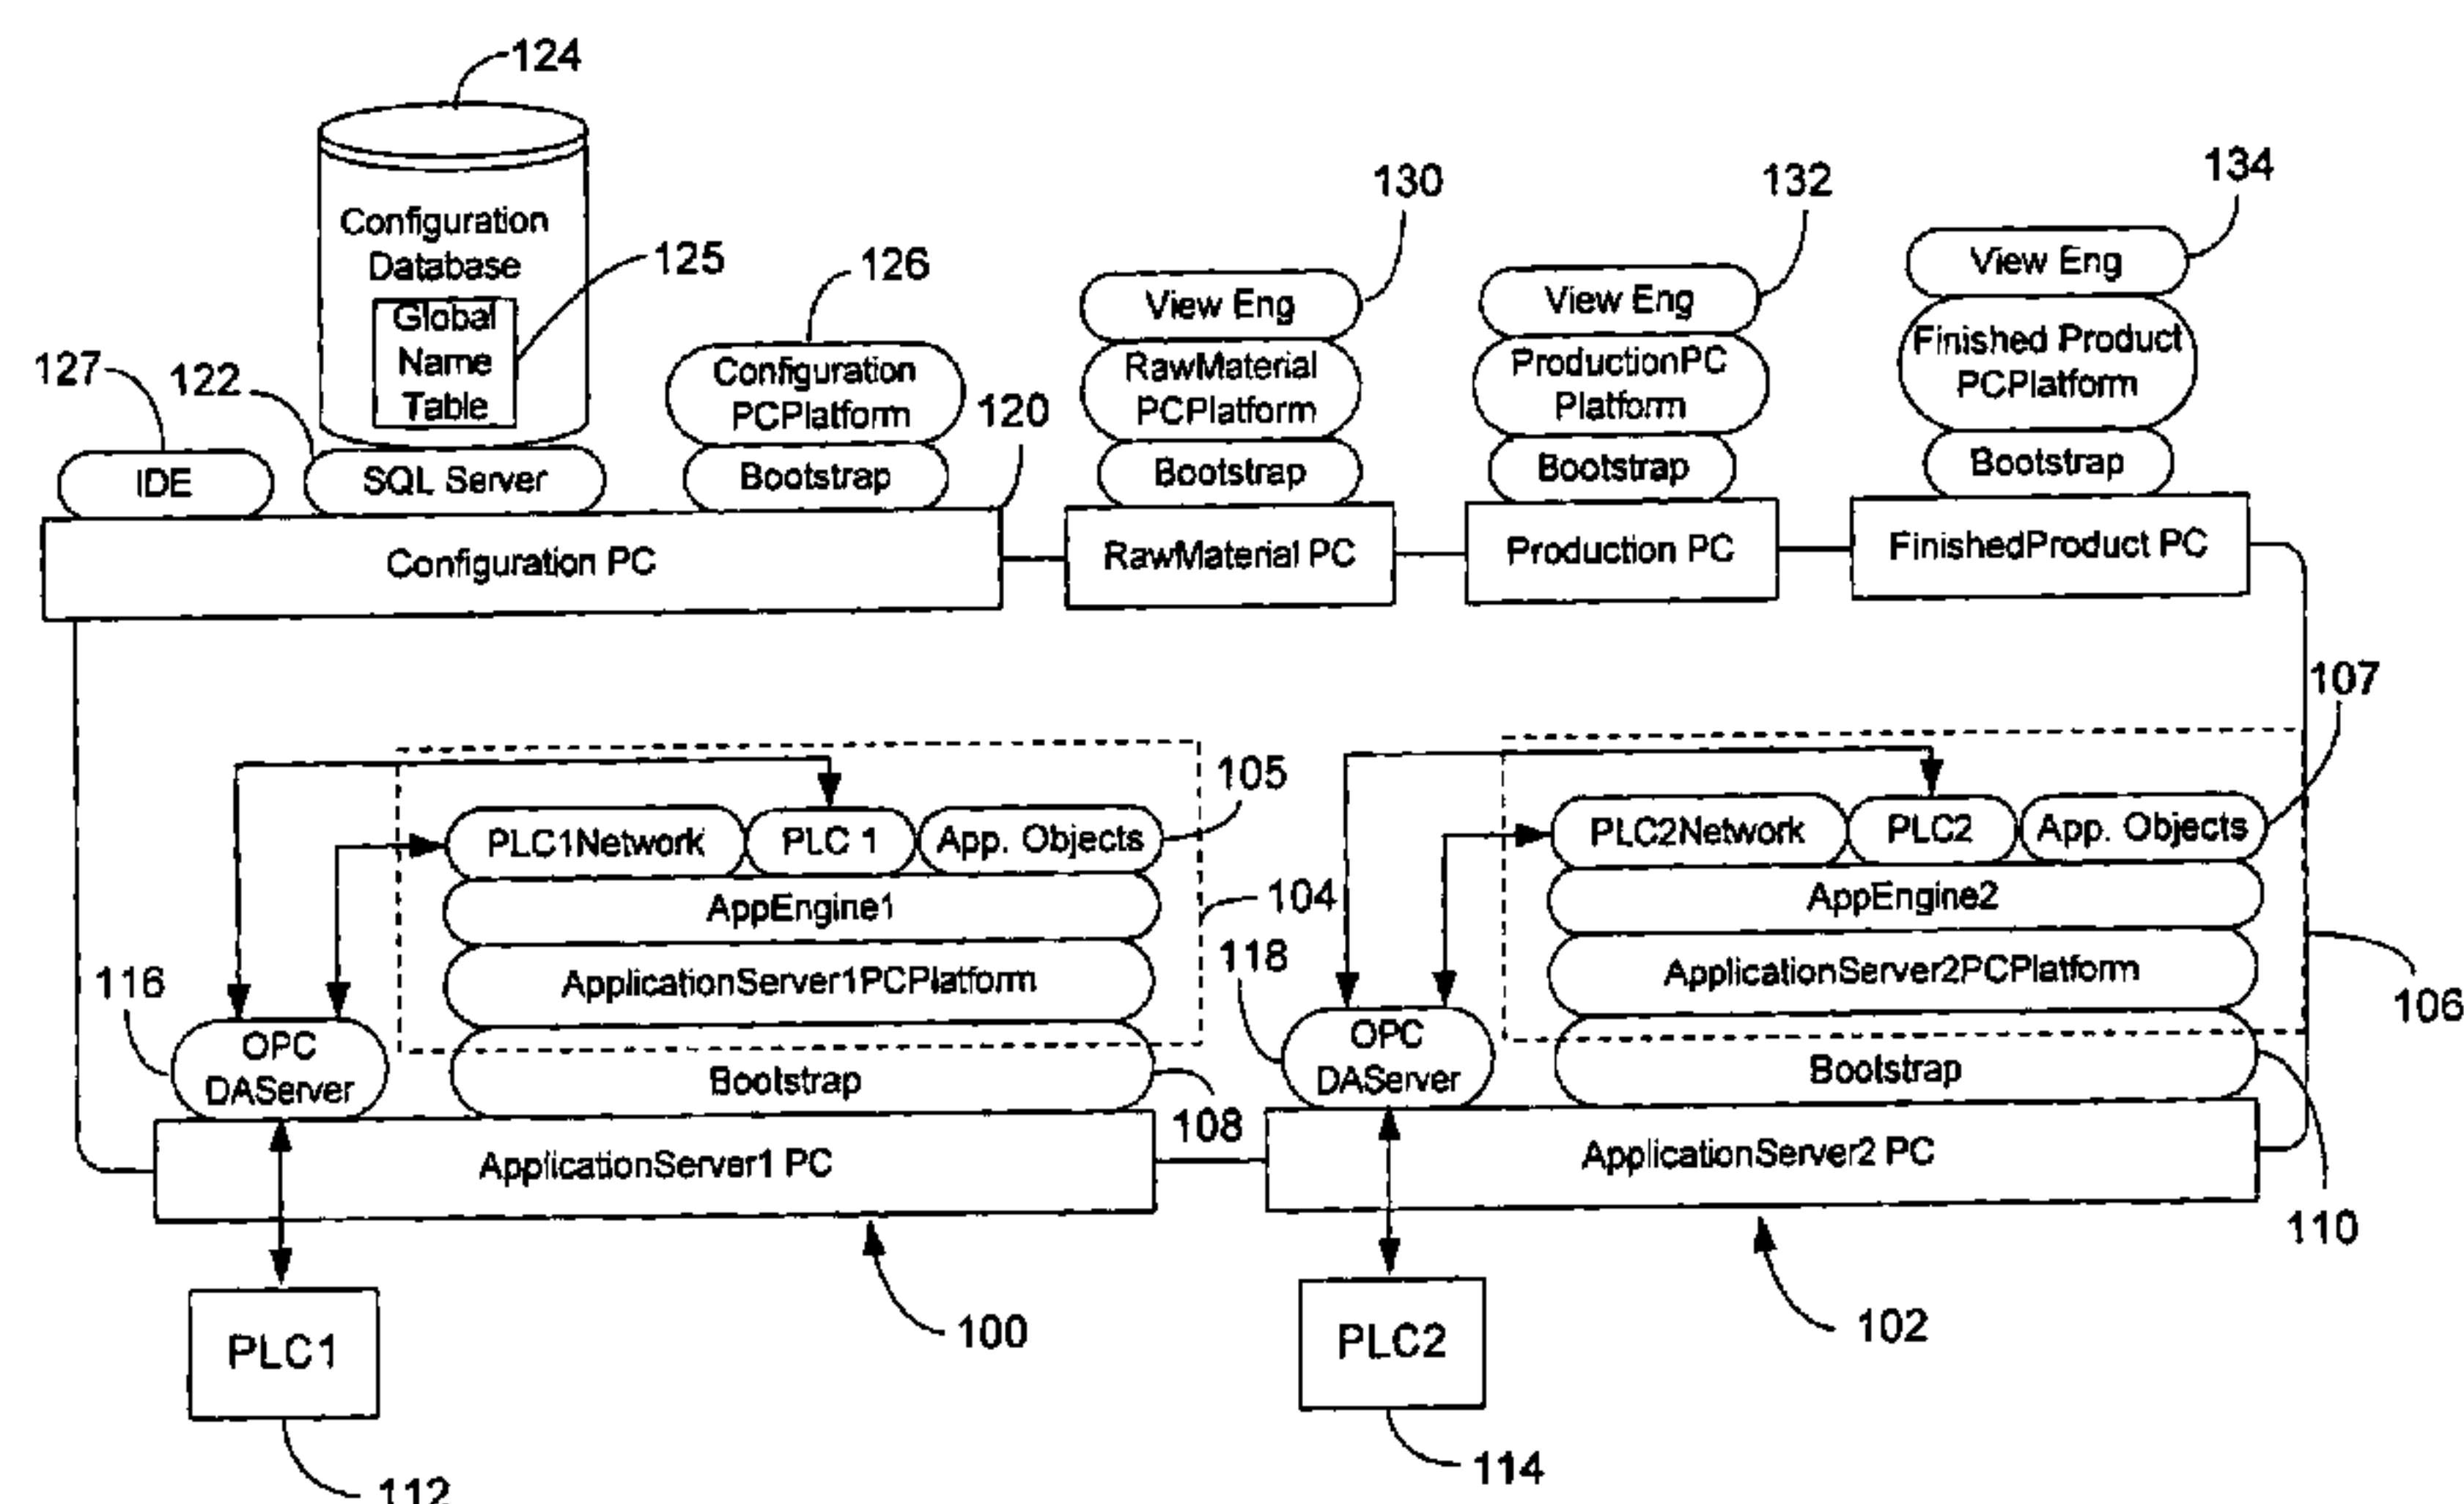 124
Configuration
Database
125
Global
Name
Table
127
122
126
Configuration
PCPlatform
120
130
View Eng
RawMaterial
PCPlatform
Bootstrap
132
View Eng
ProductionPC
Platform
Bootstrap
134
View Eng
Finished Product
PCPlatform
Bootstrap
IDE
SQL Server
Bootstrap
Configuration PC
RawMaterial PC
Production PC
FinishedProduct PC
107
105
PLC1Network
PLC 1
App. Objects
104
AppEngine1
ApplicationServer1PCPlatform
116
OPC
DAServer
Bootstrap
108
ApplicationServer1 PC
PLC2Network
PLC2
App. Objects
AppEngine2
118
ApplicationServer2PCPlatform
106
OPC
DAServer
Bootstrap
ApplicationServer2 PC
110
PLC1
100
PLC2
102
112
114